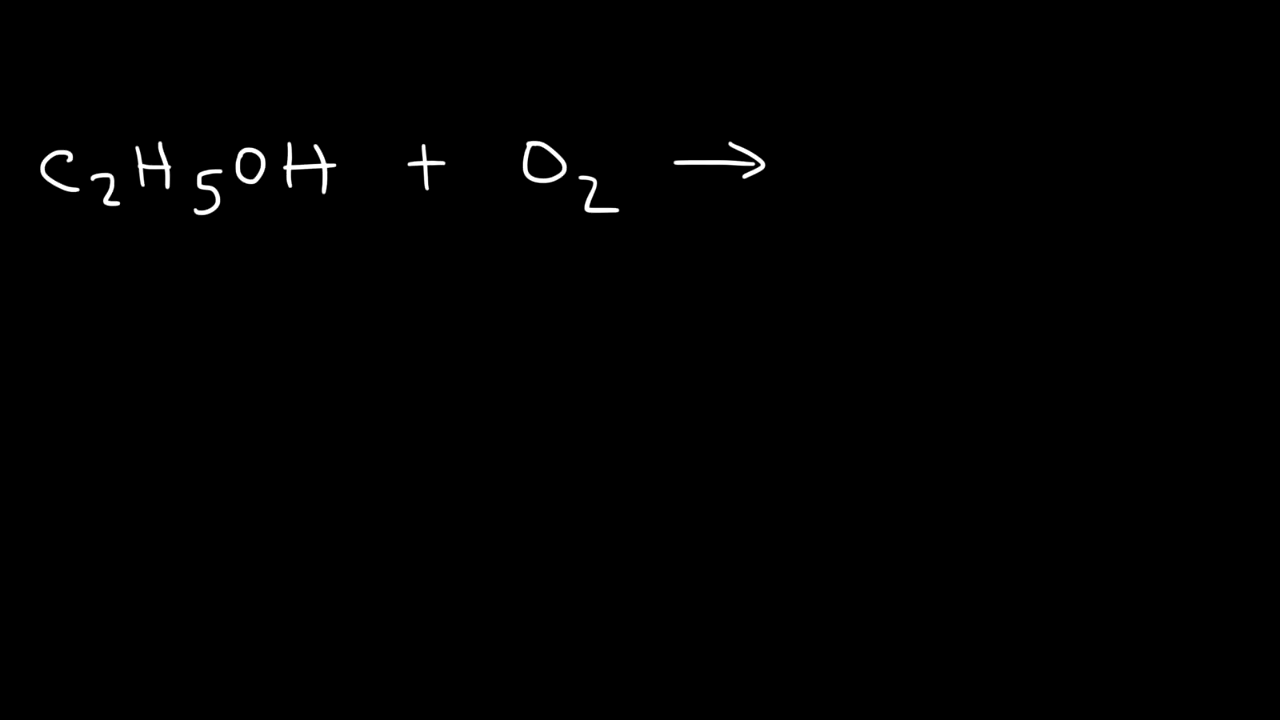 C₂H₅OH + O₂ →